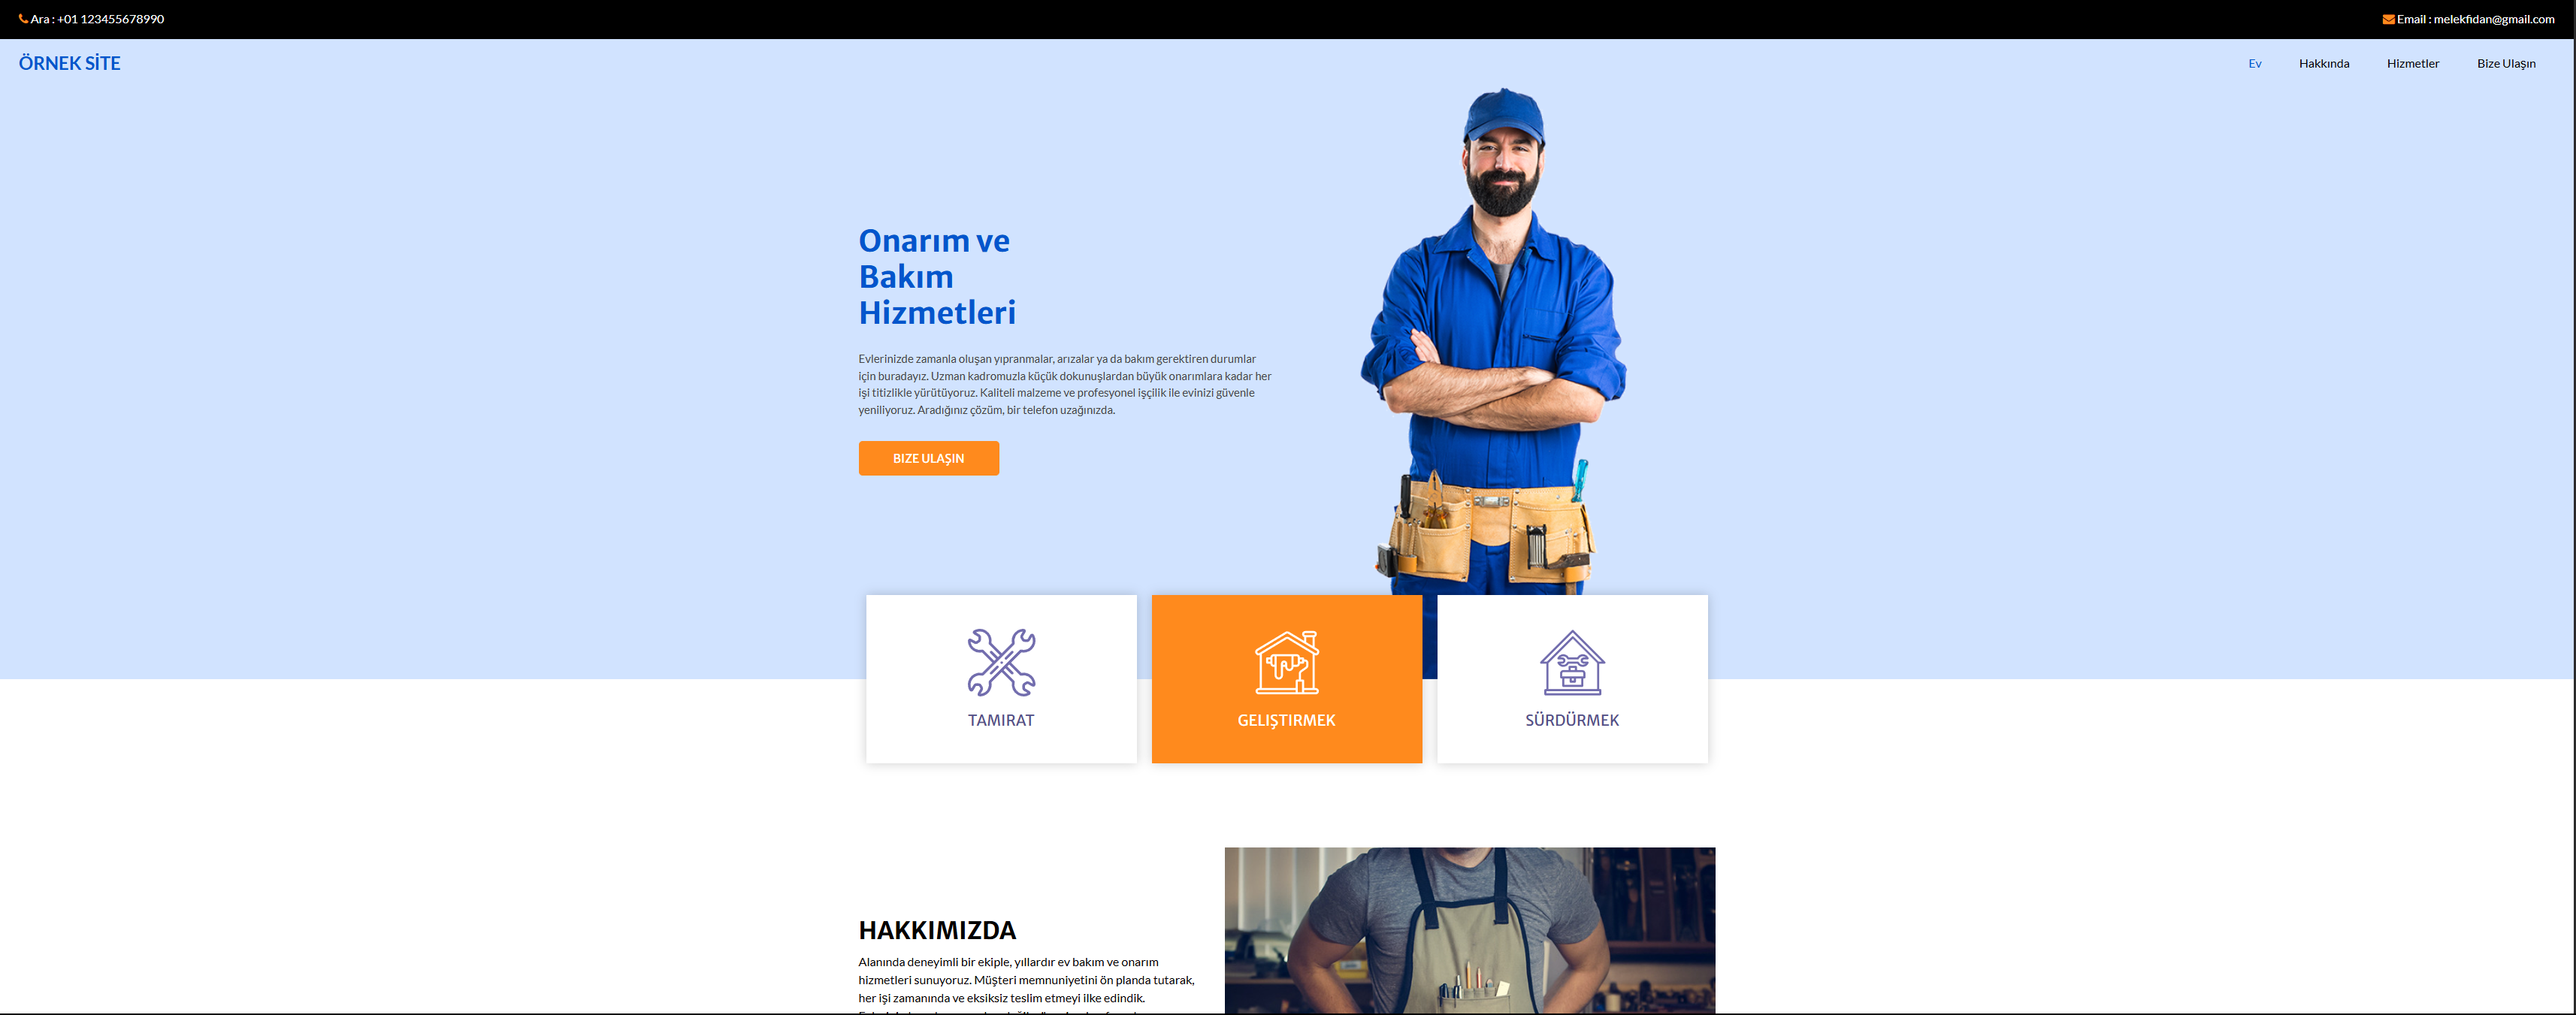 Ara : +01 123455678990
Email : melekfidan@gmail.com
ÖRNEK SİTE
Ev
Hakkında
Hizmetler
Bize Ulaşın
Onarım ve
Bakım
Hizmetleri
Evlerinizde zamanla oluşan yıpranmalar, arızalar ya da bakım gerektiren durumlar
için buradayız. Uzman kadromuzla küçük dokunuşlardan büyük onarımlara kadar her
işi titizlikle yürütüyoruz. Kaliteli malzeme ve profesyonel işçilik ile evinizi güvenle
yeniliyoruz. Aradığınız çözüm, bir telefon uzağınızda.
BIZE ULAŞIN
TAMIRAT
GELIŞTIRMEK
SÜRDÜRMEK
HAKKIMIZDA
Alanında deneyimli bir ekiple, yıllardır ev bakım ve onarım
hizmetleri sunuyoruz. Müşteri memnuniyetini ön planda tutarak,
her işi zamanında ve eksiksiz teslim etmeyi ilke edindik.